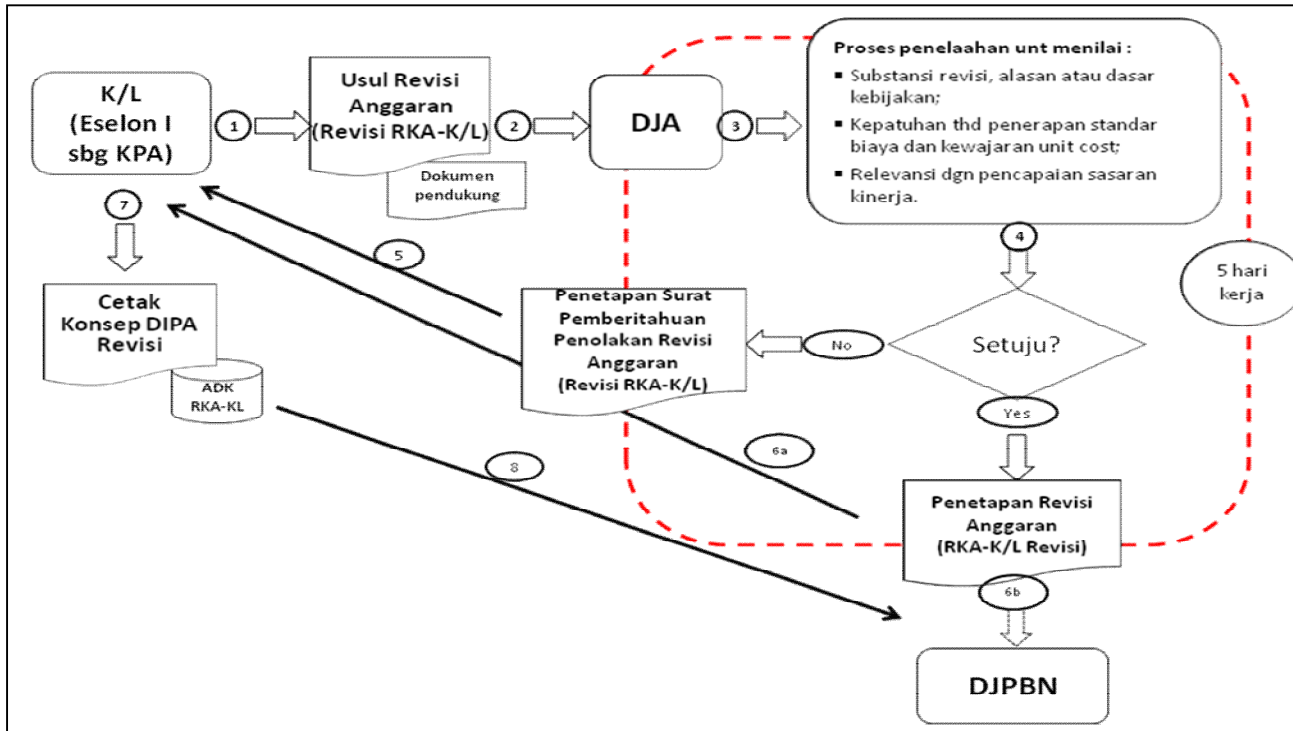 K/L
(Eselon I
sbg KPA)
1
Usul Revisi
Anggaran
(Revisi RKA-K/L)
Dokumen
pendukung
2
DJA
3
Proses penelaahan unt menilai :
▪ Substansi revisi, alasan atau dasar
kebijakan;
▪ Kepatuhan thd penerapan standar
biaya dan kewajaran unit cost;
▪ Relevansi dgn pencapaian sasaran
kinerja.
4
5 hari
kerja
Setuju?
No
Penetapan Surat
Pemberitahuan
Penolakan Revisi
Anggaran
(Revisi RKA-K/L)
5
Yes
Penetapan Revisi
Anggaran
(RKA-K/L Revisi)
6a
6b
DJPBN
7
Cetak
Konsep DIPA
Revisi
ADK
RKA-KL
8